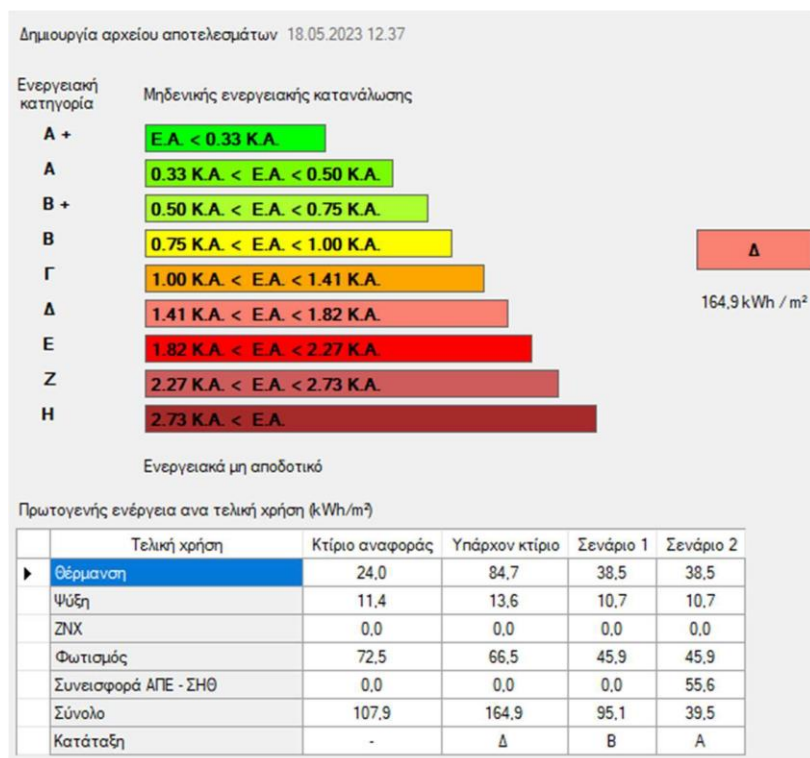 Δημιουργία αρχείου αποτελεσμάτων 18.05.2023 12.37
Ενεργειακή κατηγορία
Μηδενικής ενεργειακής κατανάλωσης
A + Ε.Α. < 0.33 Κ.Α.
A 0.33 Κ.Α. < Ε.Α. < 0.50 Κ.Α.
B + 0.50 Κ.Α. < Ε.Α. < 0.75 Κ.Α.
B 0.75 Κ.Α. < Ε.Α. < 1.00 Κ.Α.
Γ 1.00 Κ.Α. < Ε.Α. < 1.41 Κ.Α.
Δ 1.41 Κ.Α. < Ε.Α. < 1.82 Κ.Α.
E 1.82 Κ.Α. < Ε.Α. < 2.27 Κ.Α.
Z 2.27 Κ.Α. < Ε.Α. < 2.73 Κ.Α.
H 2.73 Κ.Α. < Ε.Α.
Δ
164,9 kWh / m²
Ενεργειακά μη αποδοτικό
Πρωτογενής ενέργεια ανα τελική χρήση (kWh/m²)
Τελική χρήση Κτίριο αναφοράς Υπάρχον κτίριο Σενάριο 1 Σενάριο 2
Θέρμανση 24,0 84,7 38,5 38,5
Ψύξη 11,4 13,6 10,7 10,7
ΖΝΧ 0,0 0,0 0,0 0,0
Φωτισμός 72,5 66,5 45,9 45,9
Συνεισφορά ΑΠΕ - ΣΗΘ 0,0 0,0 0,0 55,6
Σύνολο 107,9 164,9 95,1 39,5
Κατάταξη - Δ Β Α